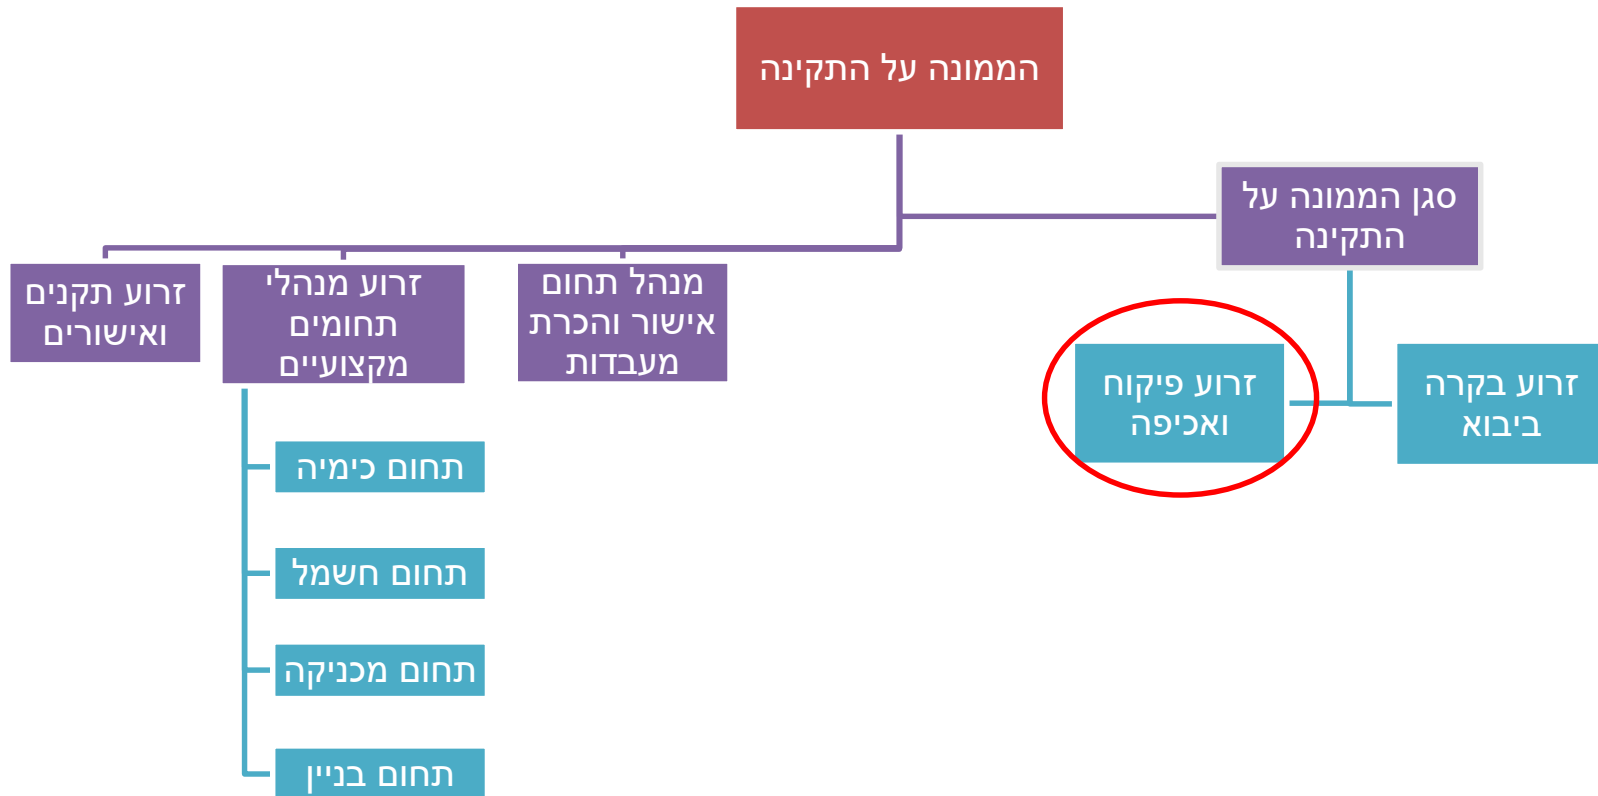 הממונה על התקינה
סגן הממונה על
התקינה
זרוע בקרה
ביבוא
זרוע פיקוח
ואכיפה
מנהל תחום
אישור והכרת
מעבדות
זרוע מנהלי
תחומים
מקצועיים
זרוע תקנים
ואישורים
תחום כימיה
תחום חשמל
תחום מכניקה
תחום בניין